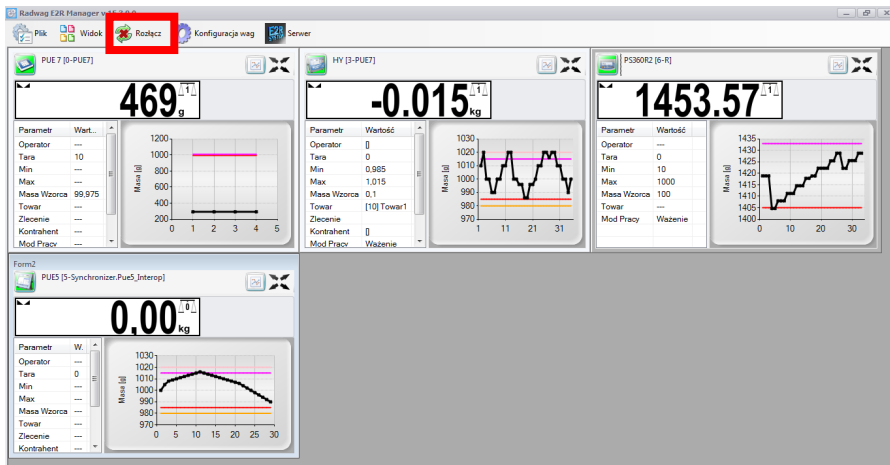 Radwag E2R Manager
Plik Widok Rozłącz Konfiguracja wag E2R Serwer
PUE 7 [0-PUE7]
469 g
1
Parametr Wart...
Operator ---
Tara 10
Min ---
Max ---
Masa Wzorca 99,975
Towar ---
Zlecenie ---
Kontrahent ---
Mod Pracy ---
Masa [g]
1200
1000
800
600
400
200
0 1 2 3 4 5
HY [3-PUE7]
-0.015 kg
1
Parametr Wartość
Operator []
Tara 0
Min 0,985
Max 1,015
Masa Wzorca 0,1
Towar [10] Towar1
Zlecenie
Kontrahent []
Mod Pracy Ważenie
Masa [g]
1030
1020
1010
1000
990
980
970
1 11 21 31
PS360R2 [6-R]
1453.57
1
Parametr Wartość
Operator ---
Tara 0
Min 10
Max 1000
Masa Wzorca 100
Towar ---
Mod Pracy Ważenie
Masa [g]
1435
1430
1425
1420
1415
1410
1405
1400
0 10 20 30
Form2
PUE5 [5-Synchronizer.Pue5_Interop]
0,00 kg
0
Parametr W.
Operator ---
Tara 0
Min ---
Max ---
Masa Wzorca ---
Towar ---
Zlecenie ---
Kontrahent ---
Masa [g]
1030
1020
1010
1000
990
980
970
0 5 10 15 20 25 30